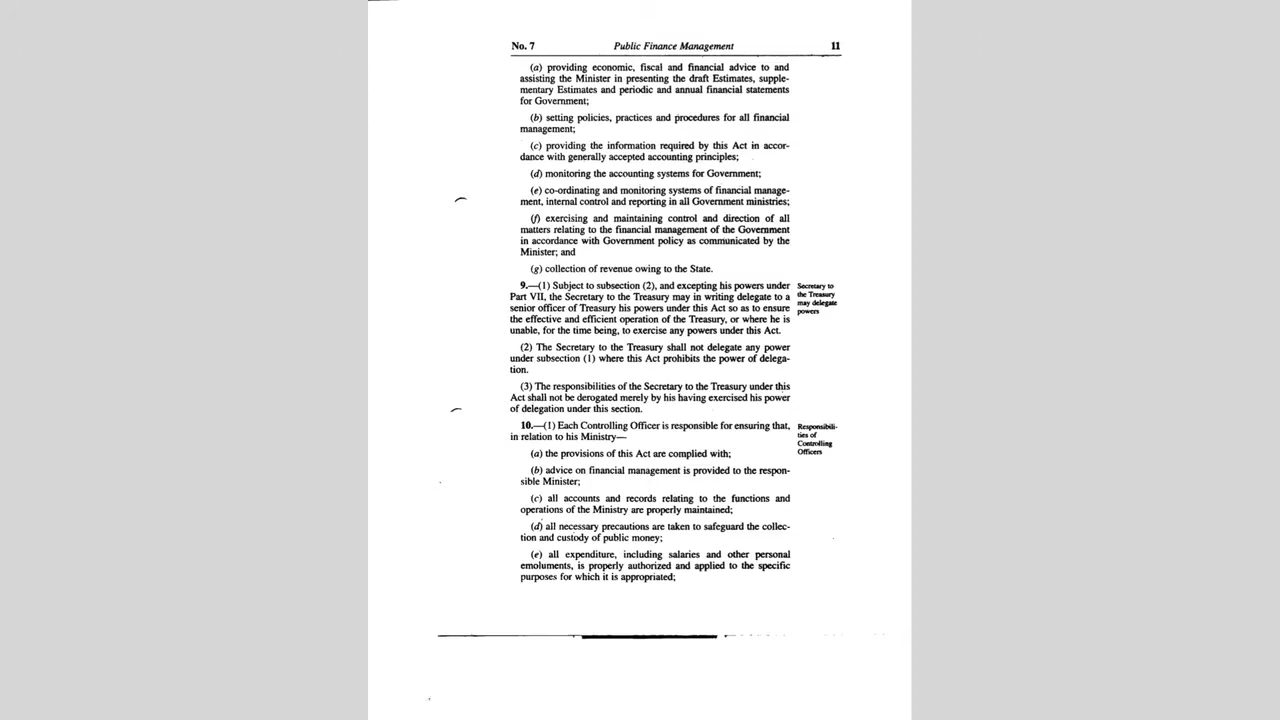 No. 7 Public Finance Management 11
(a) providing economic, fiscal and financial advice to and
assisting the Minister in presenting the draft Estimates, supple-
mentary Estimates and periodic and annual financial statements
for Government;
(b) setting policies, practices and procedures for all financial
management;
(c) providing the information required by this Act in accor-
dance with generally accepted accounting principles;
(d) monitoring the accounting systems for Government;
(e) co-ordinating and monitoring systems of financial manage-
ment, internal control and reporting in all Government ministries;
(f) exercising and maintaining control and direction of all
matters relating to the financial management of the Government
in accordance with Government policy as communicated by the
Minister; and
(g) collection of revenue owing to the State.
9.—(1) Subject to subsection (2), and excepting his powers under
Part VII, the Secretary to the Treasury may in writing delegate to a
senior officer of Treasury his powers under this Act so as to ensure
the effective and efficient operation of the Treasury, or where he is
unable, for the time being, to exercise any powers under this Act.
Secretary to
the Treasury
may delegate
powers
(2) The Secretary to the Treasury shall not delegate any power
under subsection (1) where this Act prohibits the power of delega-
tion.
(3) The responsibilities of the Secretary to the Treasury under this
Act shall not be derogated merely by his having exercised his power
of delegation under this section.
10.—(1) Each Controlling Officer is responsible for ensuring that,
in relation to his Ministry—
Responsibili-
ties of
Controlling
Officers
(a) the provisions of this Act are complied with;
(b) advice on financial management is provided to the respon-
sible Minister;
(c) all accounts and records relating to the functions and
operations of the Ministry are properly maintained;
(d) all necessary precautions are taken to safeguard the collec-
tion and custody of public money;
(e) all expenditure, including salaries and other personal
emoluments, is properly authorized and applied to the specific
purposes for which it is appropriated;